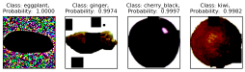 Class: eggplant,
Probability: 1.0000
Class: ginger,
Probability: 0.9974
Class: cherry_black,
Probability: 0.9997
Class: kiwi,
Probability: 0.9982